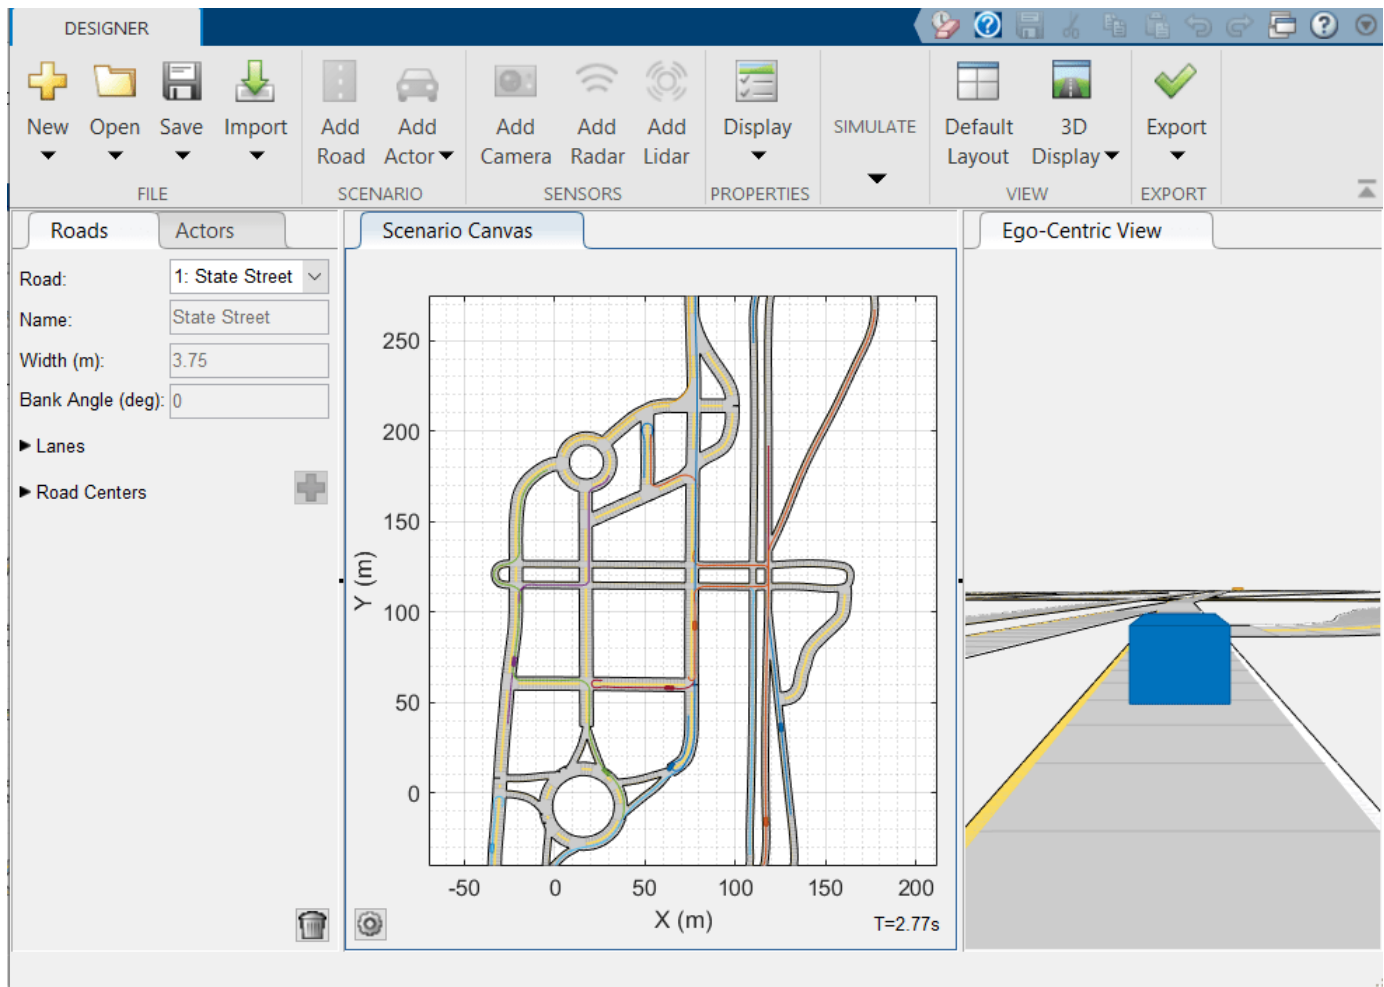 DESIGNER
New
Open
Save
Import
Add Road
Add Actor
Add Camera
Add Radar
Add Lidar
Display
SIMULATE
Default Layout
3D Display
Export
FILE
SCENARIO
SENSORS
PROPERTIES
VIEW
EXPORT
Roads
Actors
Road:
1: State Street
Name:
State Street
Width (m):
3.75
Bank Angle (deg):
0
Lanes
Road Centers
Scenario Canvas
250
200
150
100
50
0
Y (m)
-50
0
50
100
150
200
X (m)
T=2.77s
Ego-Centric View